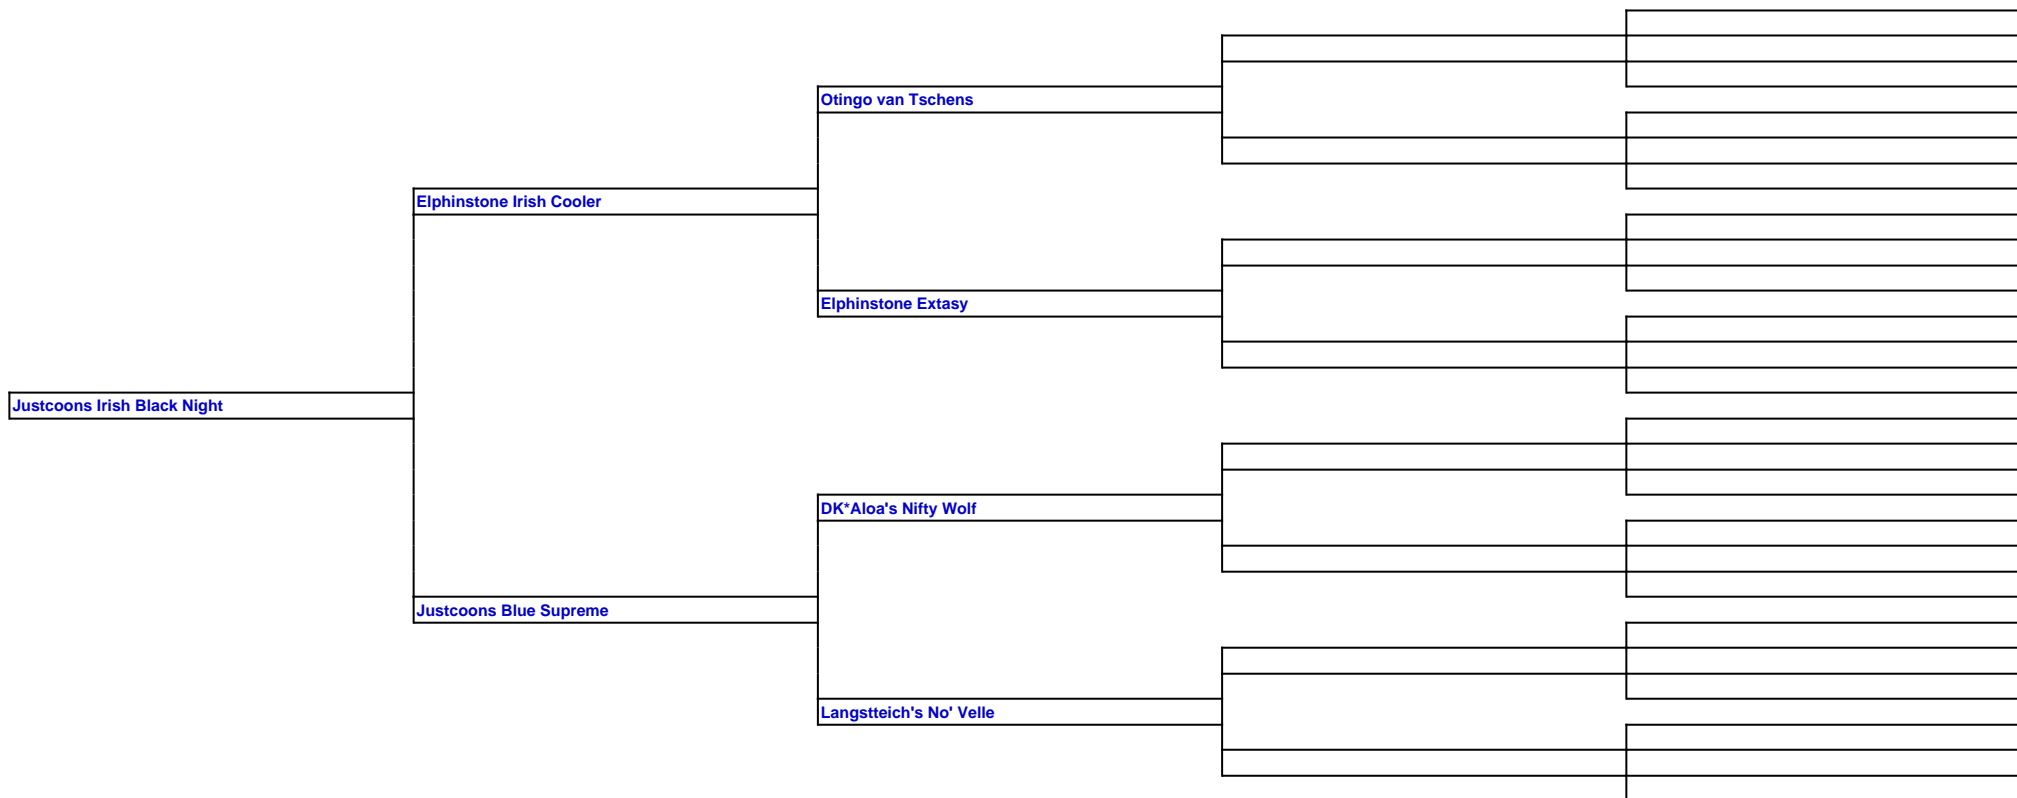 Otingo van Tschens
Elphinstone Irish Cooler
Elphinstone Extasy
Justcoons Irish Black Night
DK*Aloa's Nifty Wolf
Justcoons Blue Supreme
Langstteich's No' Velle